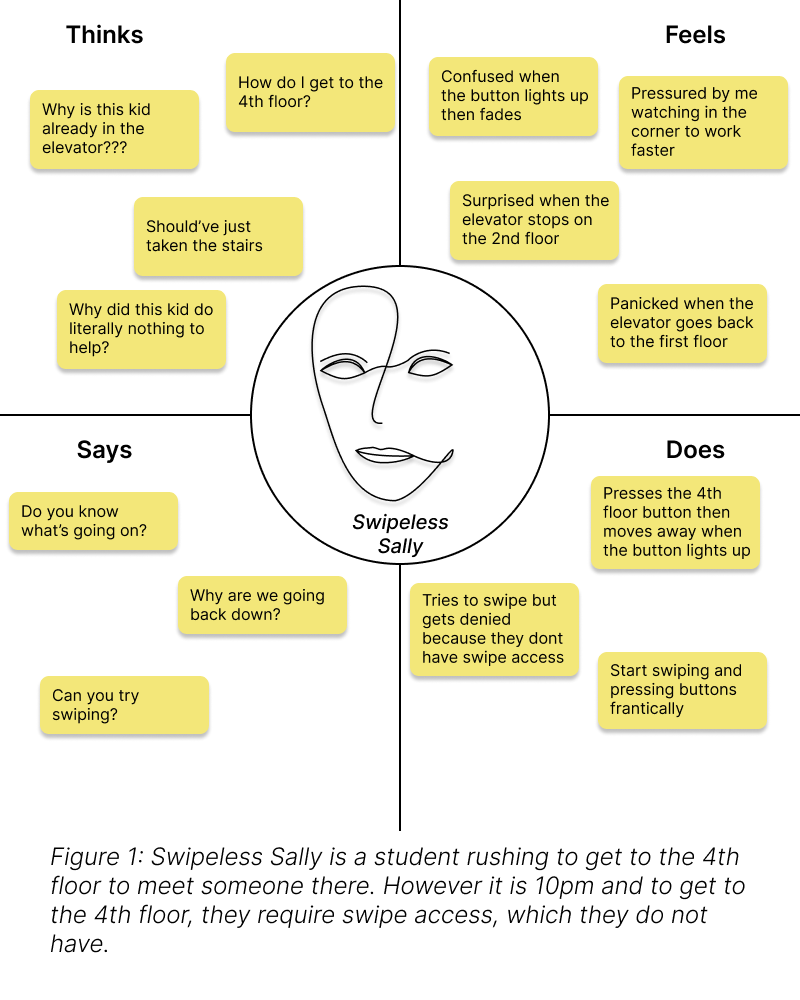 Thinks
How do I get to the
4th floor?
Why is this kid
already in the
elevator???
Should’ve just
taken the stairs
Why did this kid do
literally nothing to
help?
Feels
Confused when
the button lights up
then fades
Pressured by me
watching in the
corner to work
faster
Surprised when the
elevator stops on
the 2nd floor
Panicked when the
elevator goes back
to the first floor
Swipeless
Sally
Says
Do you know
what’s going on?
Why are we going
back down?
Can you try
swiping?
Does
Presses the 4th
floor button then
moves away when
the button lights up
Tries to swipe but
gets denied
because they dont
have swipe access
Start swiping and
pressing buttons
frantically
Figure 1: Swipeless Sally is a student rushing to get to the 4th
floor to meet someone there. However it is 10pm and to get to
the 4th floor, they require swipe access, which they do not
have.